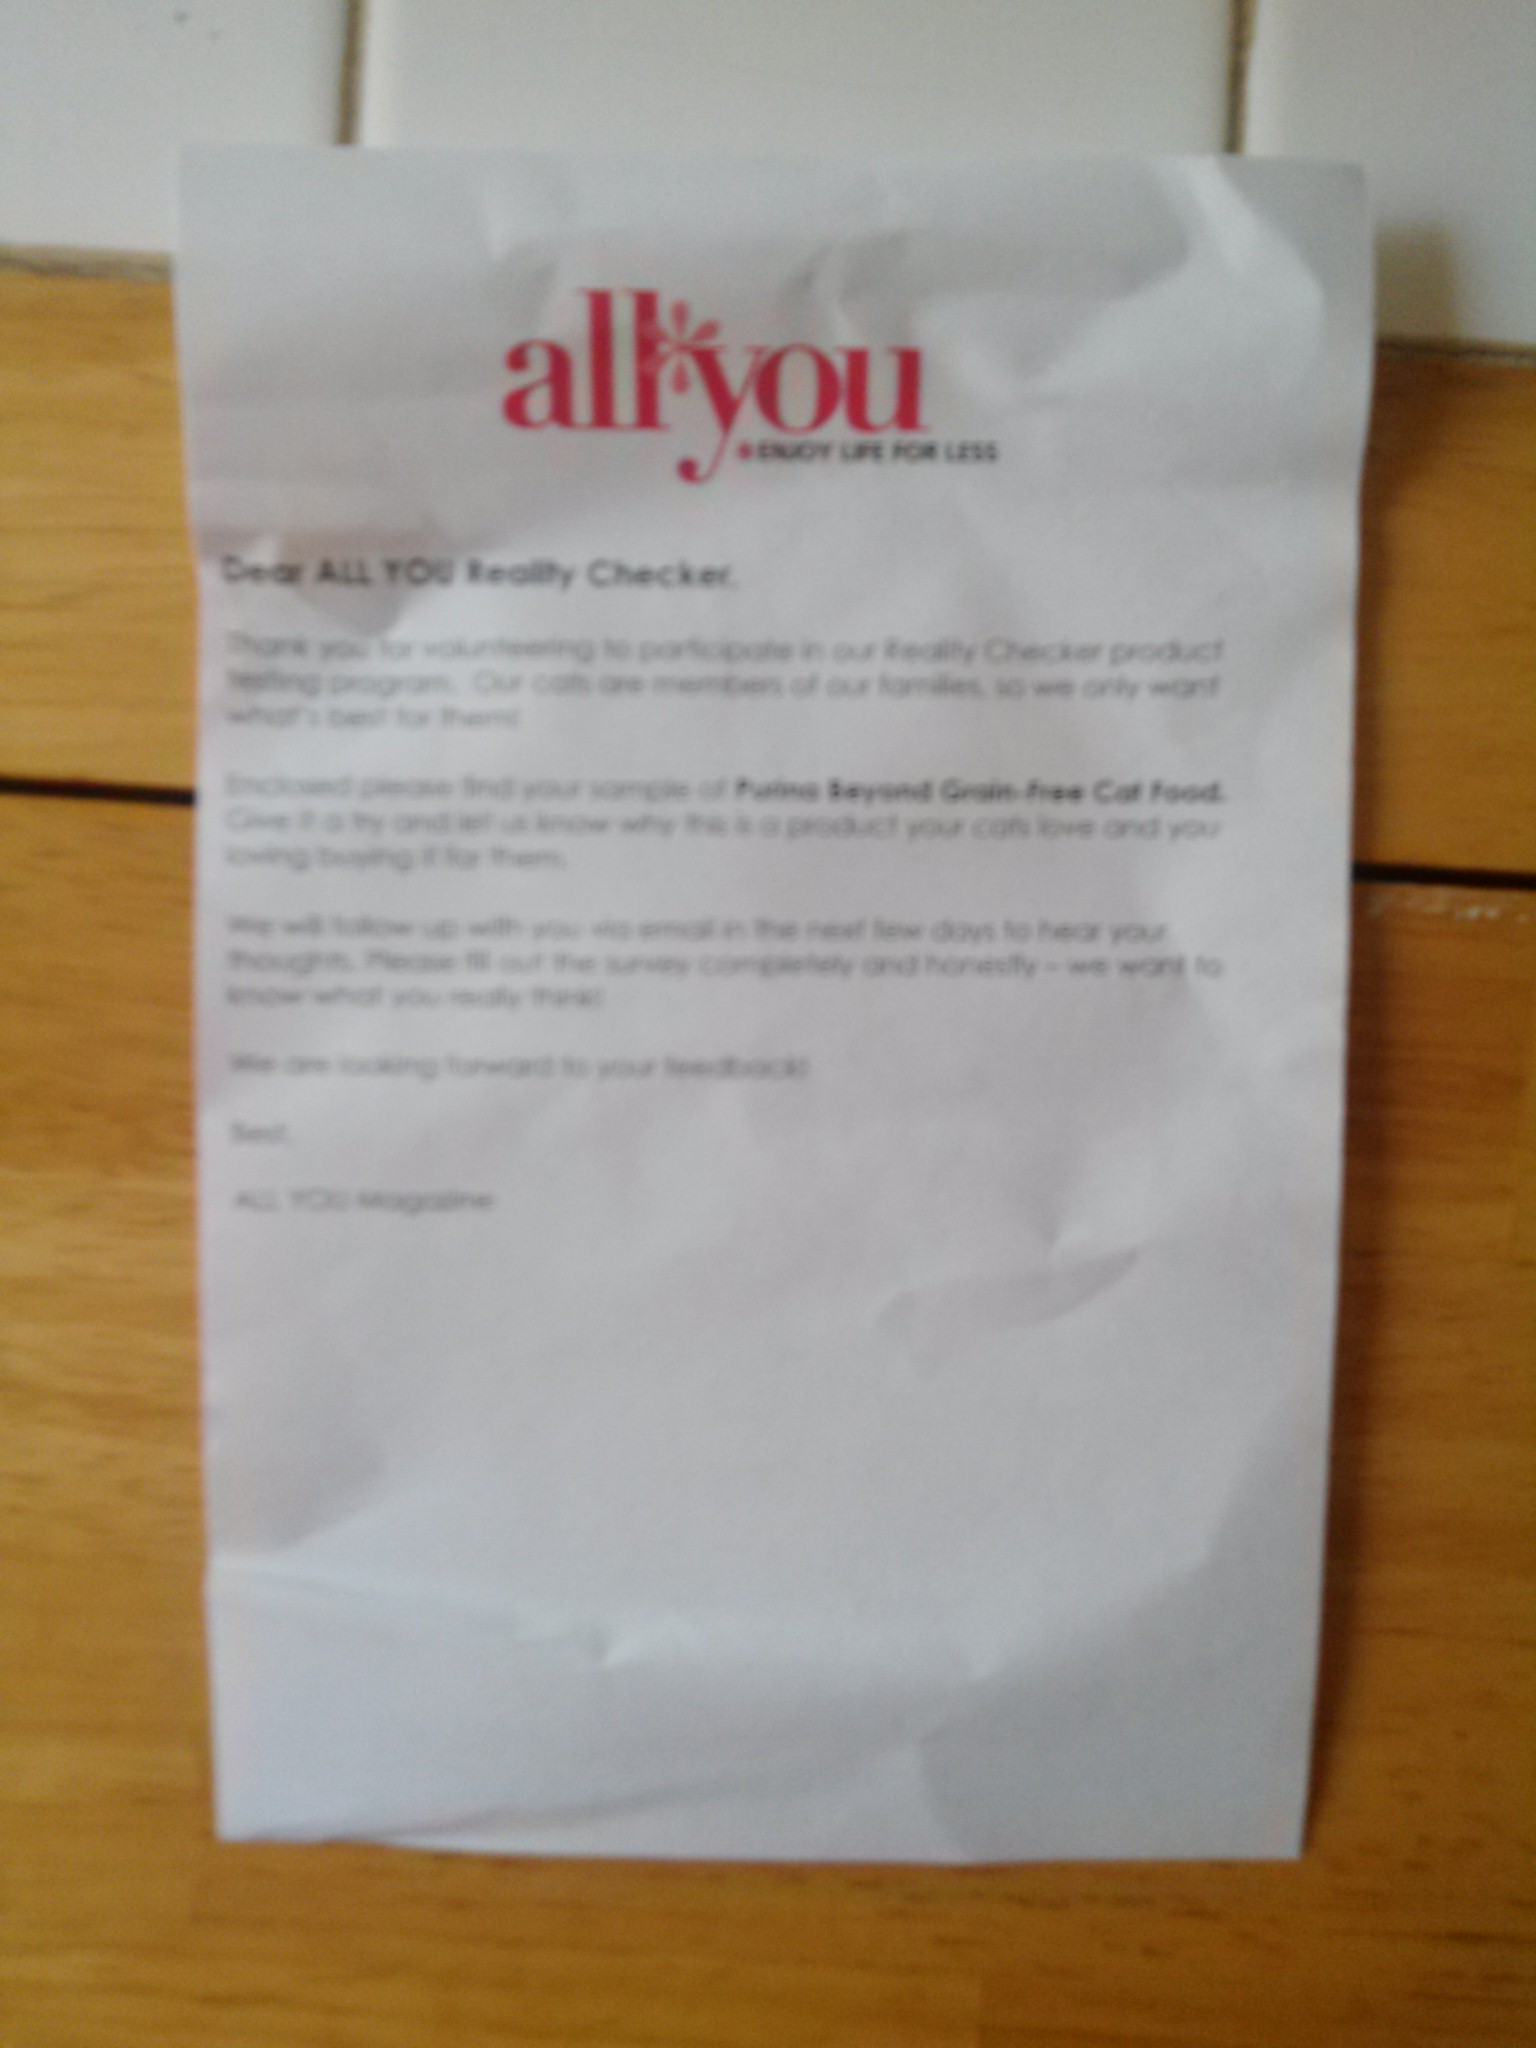 allyou
ENJOY LIFE FOR LESS
Dear ALL YOU Reality Checker,
Thank you for volunteering to participate in our Reality Checker product
testing program. Our cats are members of our families, so we only want
what's best for them!
Enclosed please find your sample of Purina Beyond Grain-Free Cat Food.
Give it a try and let us know why this is a product your cats love and you
loving buying it for them.
We will follow up with you via email in the next few days to hear your
thoughts. Please fill out the survey completely and honestly – we want to
know what you really think!
We are looking forward to your feedback!
Best,
ALL YOU Magazine